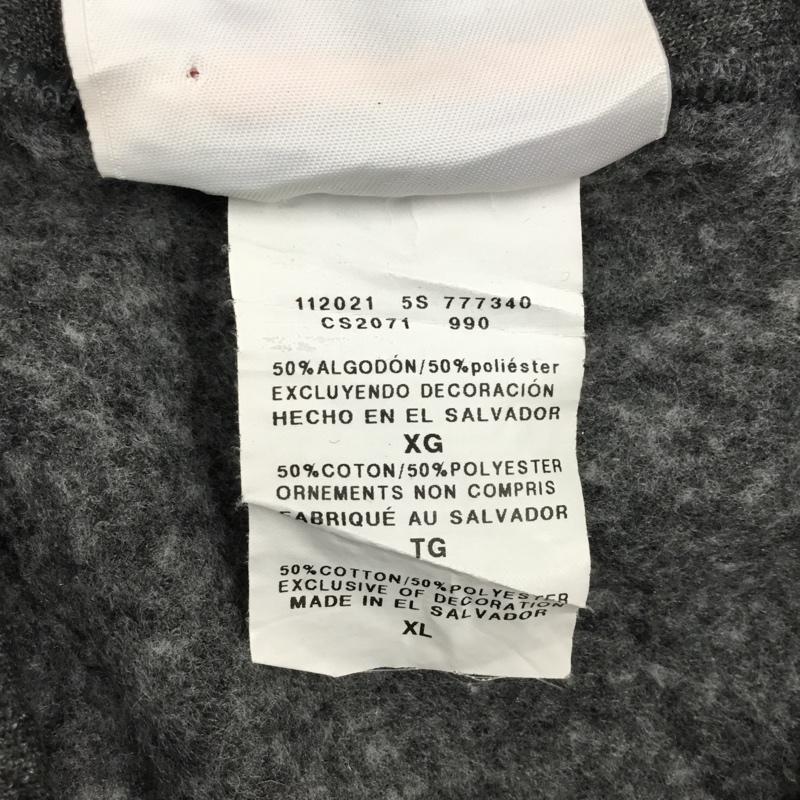 112021 5S 777340
CS2071 990
50%ALGODÓN/50%poliéster
EXCLUYENDO DECORACIÓN
HECHO EN EL SALVADOR
XG
50%COTON/50%POLYESTER
ORNEMENTS NON COMPRIS
FABRIQUÉ AU SALVADOR
TG
50%COTTON/50%POLYESTER
EXCLUSIVE OF DECORATION
MADE IN EL SALVADOR
XL